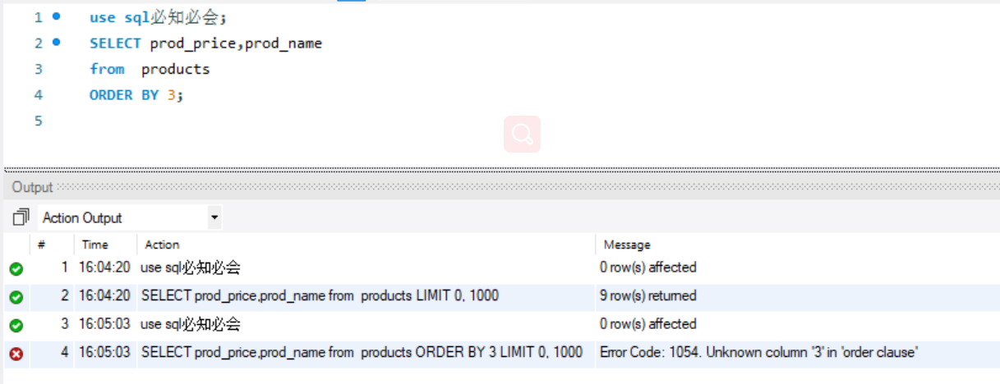 1 use sql必知必会;
2 SELECT prod_price,prod_name
3 from  products
4 ORDER BY 3;
5
Output
Action Output
# Time Action Message
1 16:04:20 use sql必知必会 0 row(s) affected
2 16:04:20 SELECT prod_price,prod_name from  products LIMIT 0, 1000 9 row(s) returned
3 16:05:03 use sql必知必会 0 row(s) affected
4 16:05:03 SELECT prod_price,prod_name from  products ORDER BY 3 LIMIT 0, 1000 Error Code: 1054. Unknown column '3' in 'order clause'